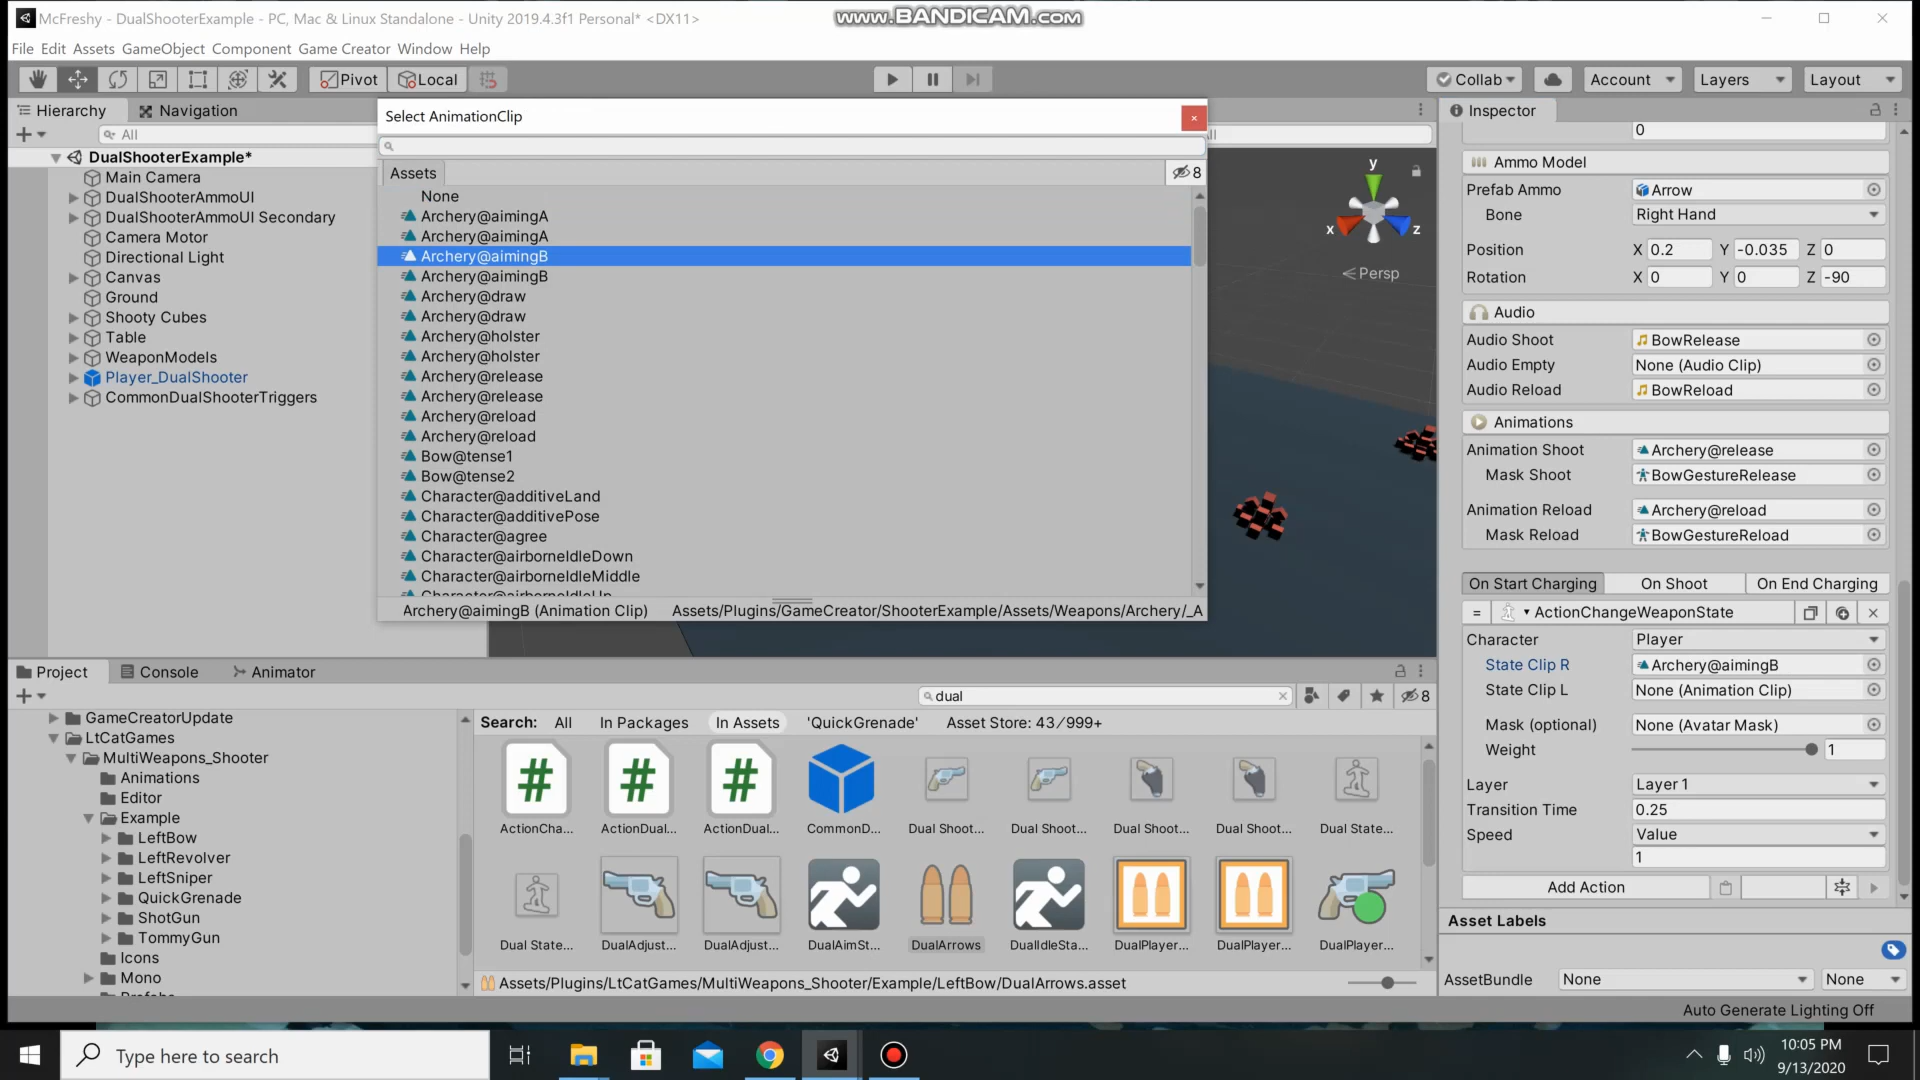 McFreshy - DualShooterExample - PC, Mac & Linux Standalone - Unity 2019.4.3f1 Personal* <DX11>
www.BANDICAM.com
File Edit Assets GameObject Component Game Creator Window Help
Pivot Local
Collab Account Layers Layout
Hierarchy Navigation
All
DualShooterExample*
Main Camera
DualShooterAmmoUI
DualShooterAmmoUI Secondary
Camera Motor
Directional Light
Canvas
Ground
Shooty Cubes
Table
WeaponModels
Player_DualShooter
CommonDualShooterTriggers
Select AnimationClip
Assets
8
None
Archery@aimingA
Archery@aimingA
Archery@aimingB
Archery@aimingB
Archery@draw
Archery@draw
Archery@holster
Archery@holster
Archery@release
Archery@release
Archery@reload
Archery@reload
Bow@tense1
Bow@tense2
Character@additiveLand
Character@additivePose
Character@agree
Character@airborneIdleDown
Character@airborneIdleMiddle
Archery@aimingB (Animation Clip) Assets/Plugins/GameCreator/ShooterExample/Assets/Weapons/Archery/_A
y
x
z
Persp
Inspector
0
Ammo Model
Prefab Ammo Arrow
Bone Right Hand
Position X 0.2 Y -0.035 Z 0
Rotation X 0 Y 0 Z -90
Audio
Audio Shoot BowRelease
Audio Empty None (Audio Clip)
Audio Reload BowReload
Animations
Animation Shoot Archery@release
Mask Shoot BowGestureRelease
Animation Reload Archery@reload
Mask Reload BowGestureReload
On Start Charging On Shoot On End Charging
= ActionChangeWeaponState
Character Player
State Clip R Archery@aimingB
State Clip L None (Animation Clip)
Mask (optional) None (Avatar Mask)
Weight 1
Layer Layer 1
Transition Time 0.25
Speed Value
1
Add Action
Asset Labels
AssetBundle None None
Auto Generate Lighting Off
Project Console Animator
dual
8
GameCreatorUpdate
LtCatGames
MultiWeapons_Shooter
Animations
Editor
Example
LeftBow
LeftRevolver
LeftSniper
QuickGrenade
ShotGun
TommyGun
Icons
Mono
Search: All In Packages In Assets 'QuickGrenade' Asset Store: 43/999+
ActionCha... ActionDual... ActionDual... CommonD... Dual Shoot... Dual Shoot... Dual Shoot... Dual Shoot... Dual State...
Dual State... DualAdjust... DualAdjust... DualAimSt... DualArrows DualIdleSta... DualPlayer... DualPlayer... DualPlayer...
Assets/Plugins/LtCatGames/MultiWeapons_Shooter/Example/LeftBow/DualArrows.asset
Type here to search
10:05 PM
9/13/2020